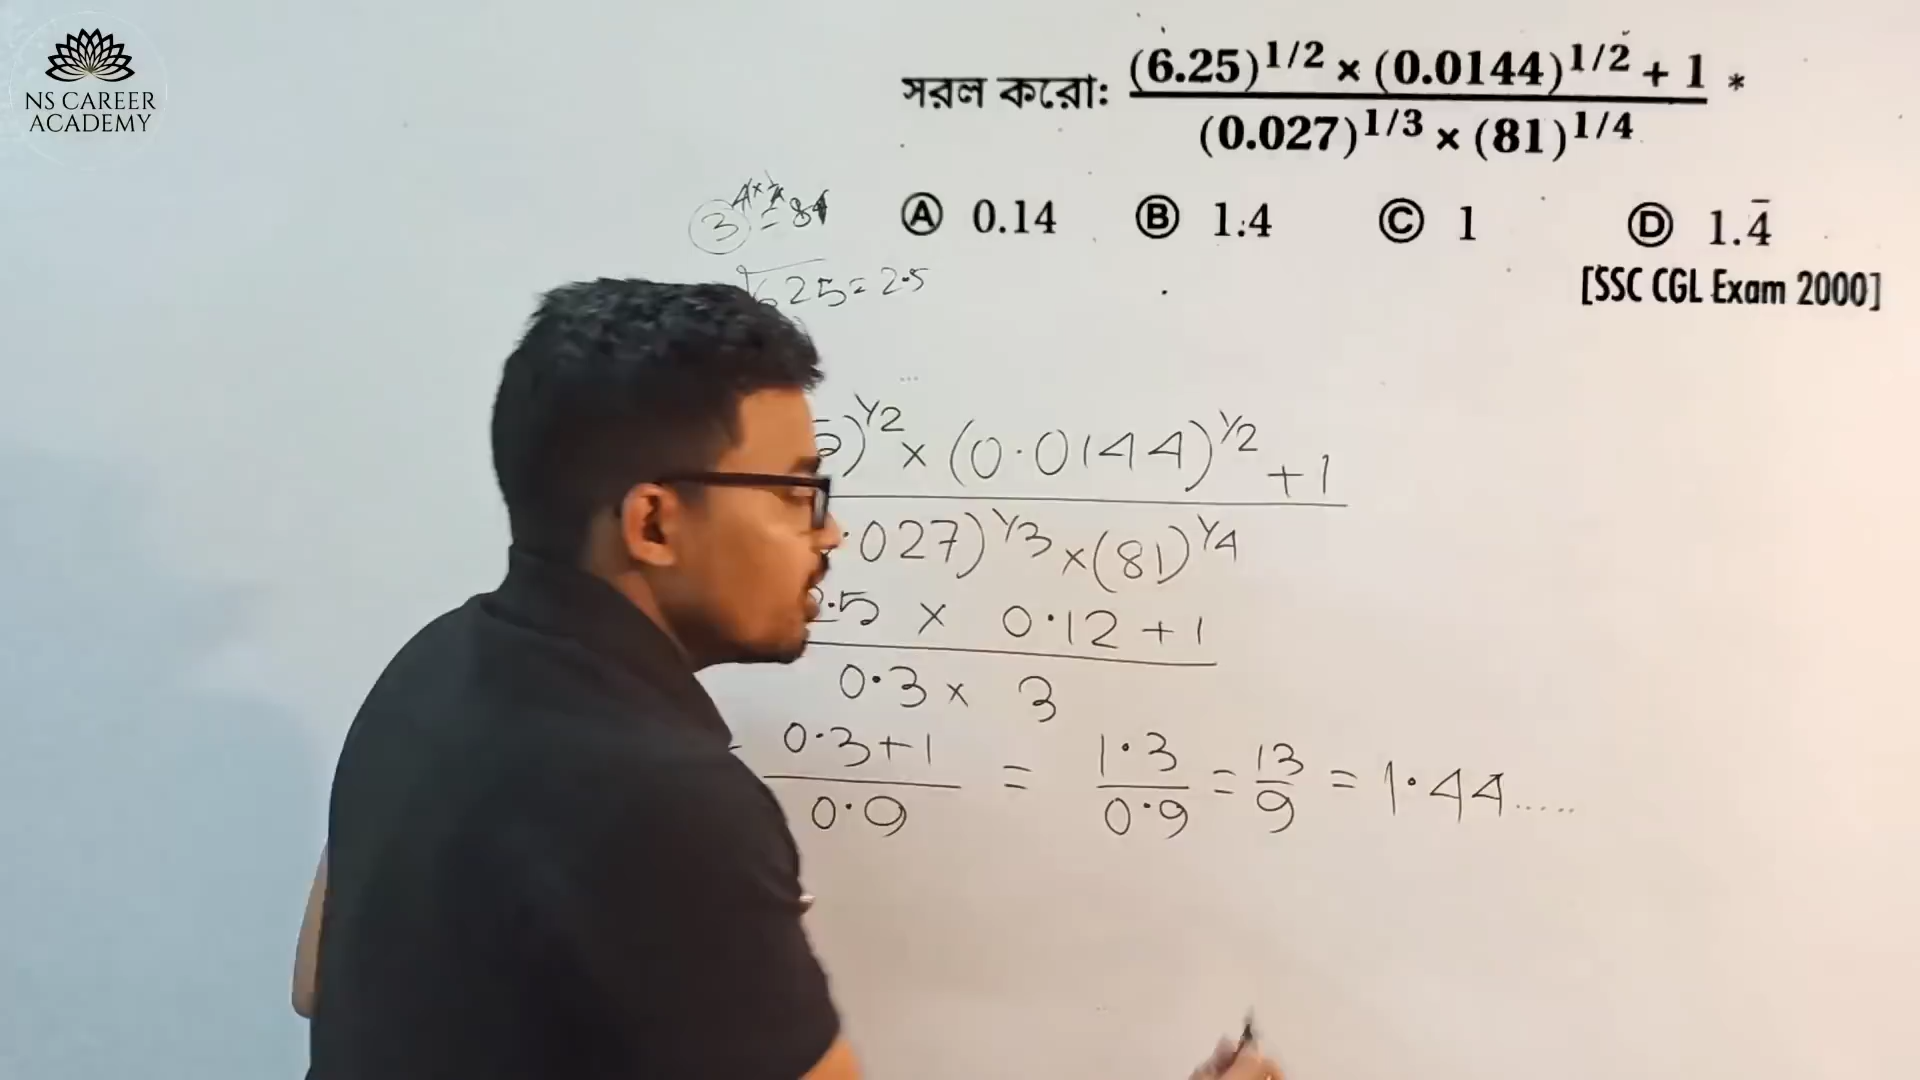 NS CAREER
ACADEMY
সরল করো: (6.25)^1/2 × (0.0144)^1/2 + 1 *
(0.027)^1/3 × (81)^1/4
Ⓐ 0.14 Ⓑ 1.4 Ⓒ 1 Ⓓ 1.4̄
[SSC CGL Exam 2000]
= 81
25 = 2.5
5)^1/2 × (0.0144)^1/2 + 1
.027)^1/3 × (81)^1/4
2.5 × 0.12 + 1
0.3 × 3
0.3+1 = 1.3 = 13 = 1.44.....
0.9 0.9 9